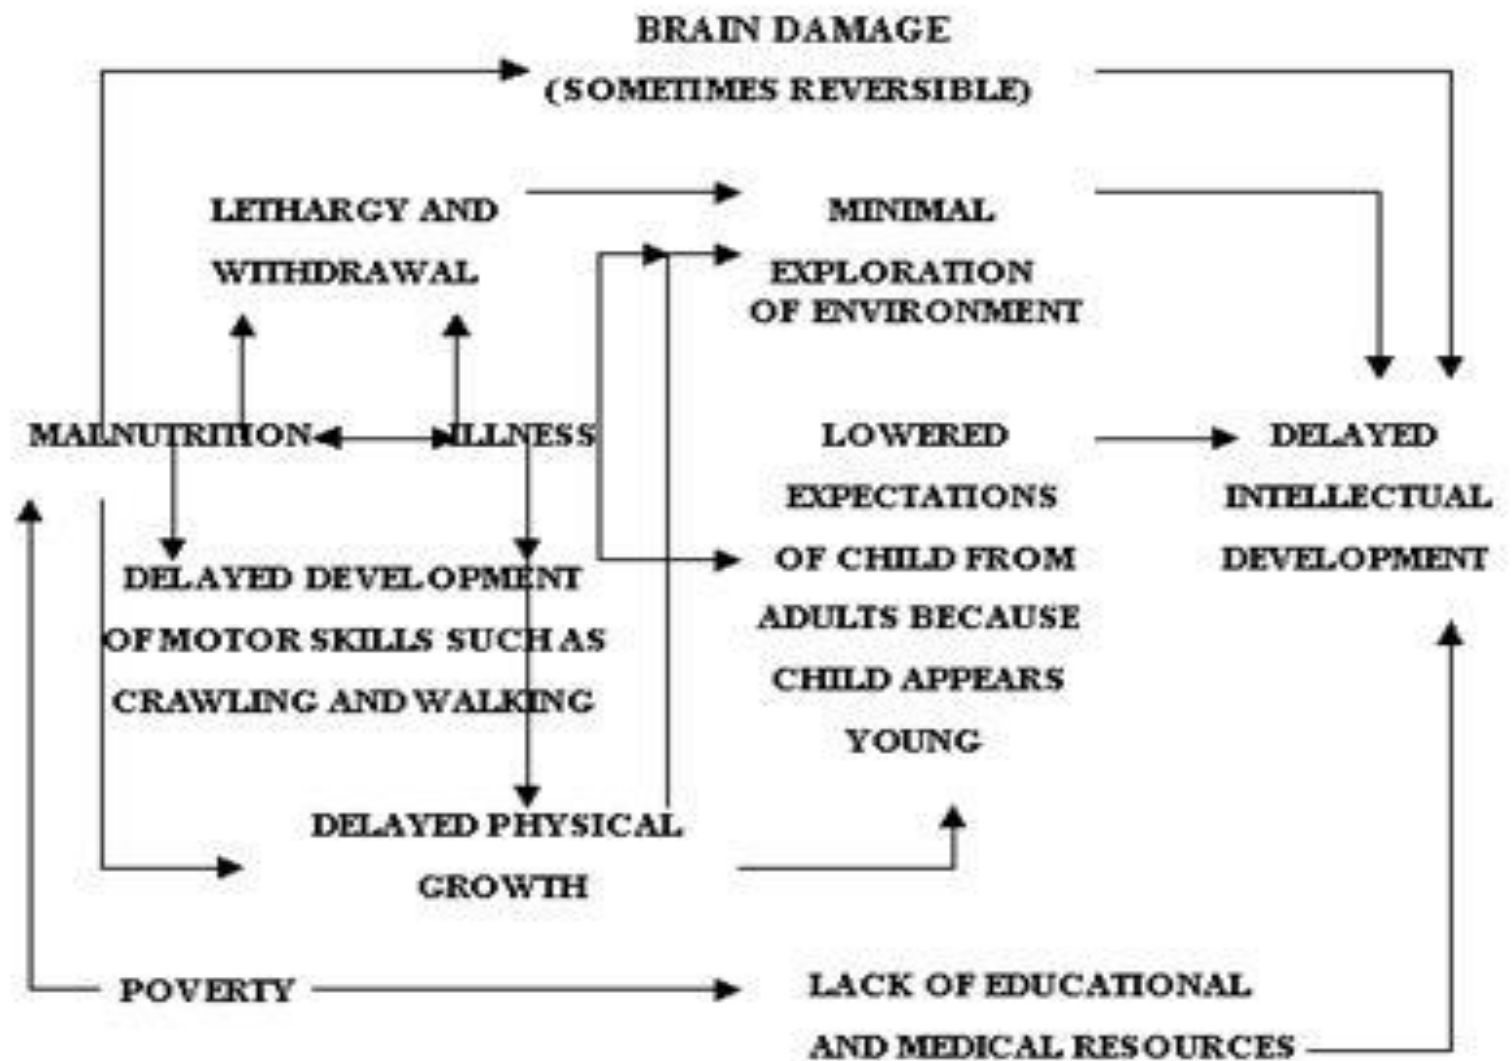 BRAIN DAMAGE
(SOMETIMES REVERSIBLE)
LETHARGY AND
WITHDRAWAL
MINIMAL
EXPLORATION
OF ENVIRONMENT
MALNUTRITION
ILLNESS
LOWERED
EXPECTATIONS
OF CHILD FROM
ADULTS BECAUSE
CHILD APPEARS
YOUNG
DELAYED
INTELLECTUAL
DEVELOPMENT
DELAYED DEVELOPMENT
OF MOTOR SKILLS SUCH AS
CRAWLING AND WALKING
DELAYED PHYSICAL
GROWTH
POVERTY
LACK OF EDUCATIONAL
AND MEDICAL RESOURCES